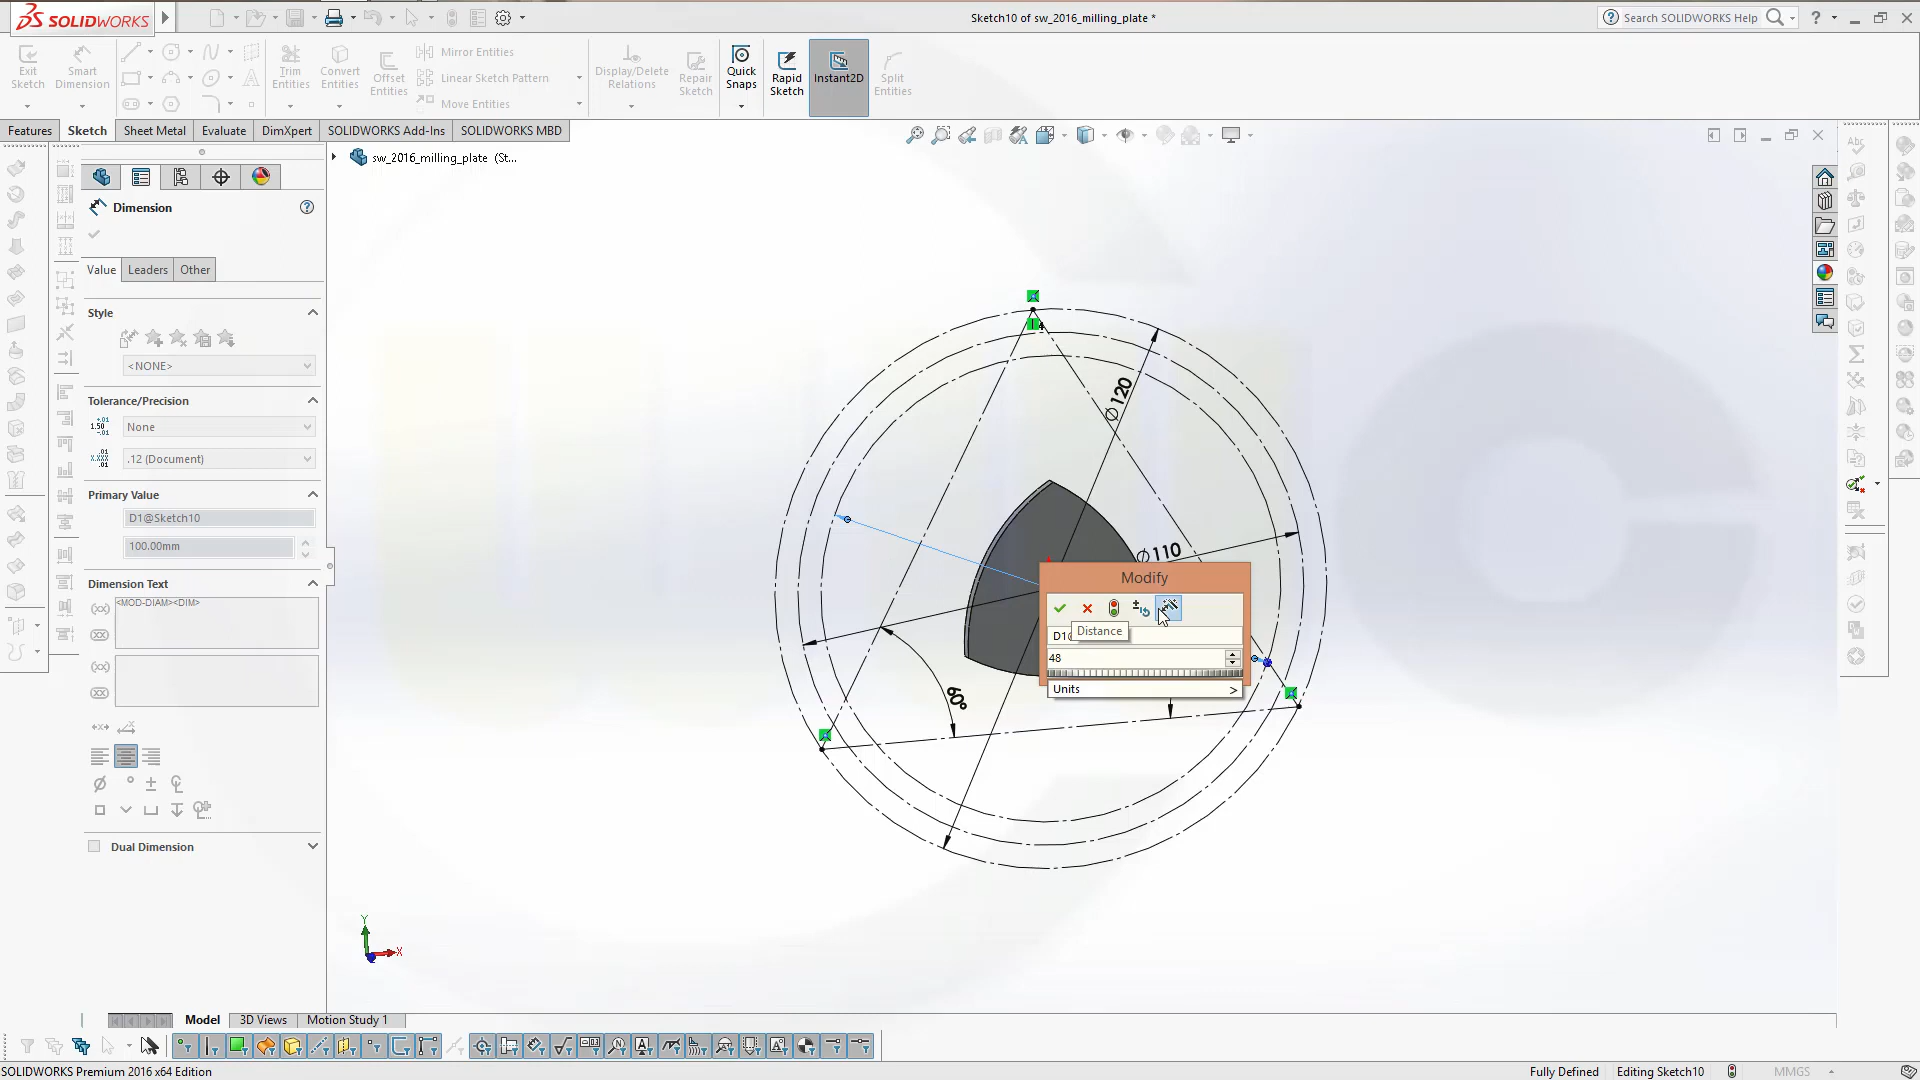 SOLIDWORKS
Sketch10 of sw_2016_milling_plate *
Search SOLIDWORKS Help
Exit Sketch
Smart Dimension
Trim Entities
Convert Entities
Offset Entities
Mirror Entities
Linear Sketch Pattern
Move Entities
Display/Delete Relations
Repair Sketch
Quick Snaps
Rapid Sketch
Instant2D
Split Entities
Features
Sketch
Sheet Metal
Evaluate
DimXpert
SOLIDWORKS Add-Ins
SOLIDWORKS MBD
sw_2016_milling_plate (St...
Dimension
Value
Leaders
Other
Style
<NONE>
Tolerance/Precision
None
.12 (Document)
Primary Value
D1@Sketch10
100.00mm
Dimension Text
<MOD-DIAM><DIM>
Dual Dimension
∅120
∅110
60°
4
Modify
Distance
D1@
48
Units >
Y
X
Model
3D Views
Motion Study 1
SOLIDWORKS Premium 2016 x64 Edition
Fully Defined
Editing Sketch10
MMGS